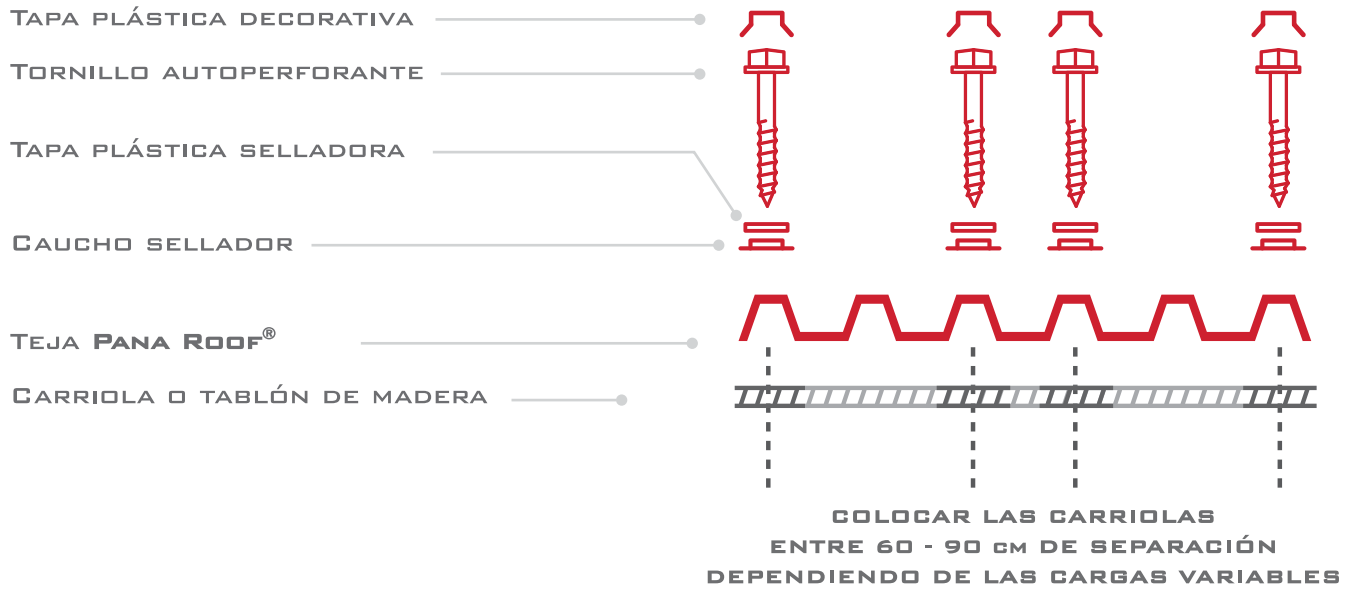 Tapa plástica decorativa
Tornillo autoperforante
Tapa plástica selladora
Caucho sellador
Teja Pana Roof®
Carriola o tablón de madera
COLOCAR LAS CARRIOLAS
ENTRE 60 - 90 cm DE SEPARACIÓN
DEPENDIENDO DE LAS CARGAS VARIABLES